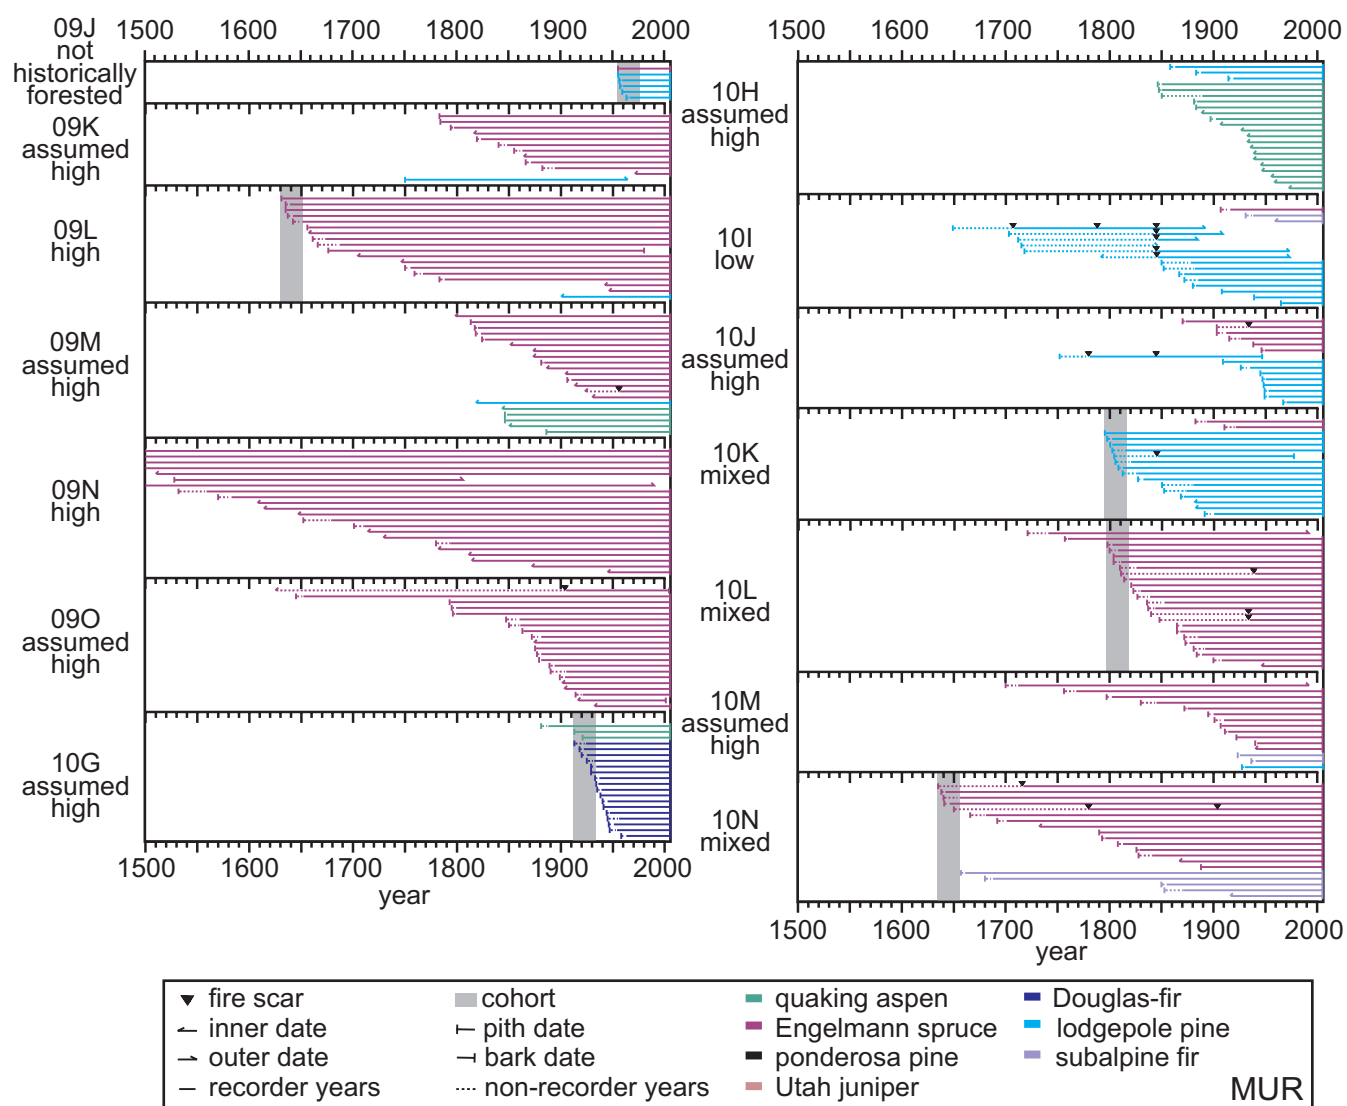 1500 1600 1700 1800 1900 2000
09J
not
historically
forested
09K
assumed
high
09L
high
09M
assumed
high
09N
high
09O
assumed
high
10G
assumed
high
1500 1600 1700 1800 1900 2000
year
1500 1600 1700 1800 1900 2000
10H
assumed
high
10I
low
10J
assumed
high
10K
mixed
10L
mixed
10M
assumed
high
10N
mixed
1500 1600 1700 1800 1900 2000
year
fire scar
inner date
outer date
recorder years
cohort
pith date
bark date
non-recorder years
quaking aspen
Engelmann spruce
ponderosa pine
Utah juniper
Douglas-fir
lodgepole pine
subalpine fir
MUR